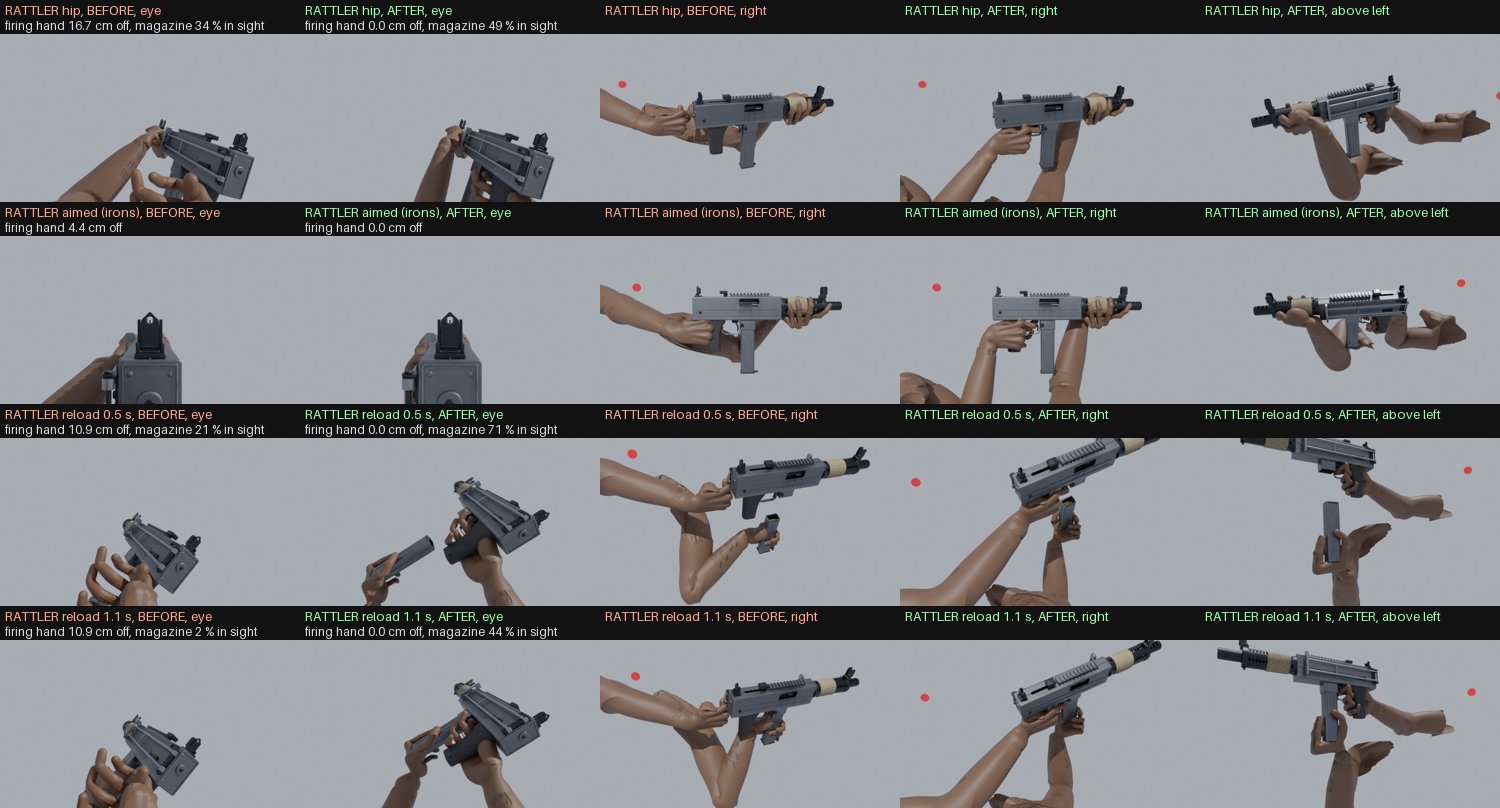 RATTLER hip, BEFORE, eye
firing hand 16.7 cm off, magazine 34 % in sight
RATTLER hip, AFTER, eye
firing hand 0.0 cm off, magazine 49 % in sight
RATTLER hip, BEFORE, right
RATTLER hip, AFTER, right
RATTLER hip, AFTER, above left
RATTLER aimed (irons), BEFORE, eye
firing hand 4.4 cm off
RATTLER aimed (irons), AFTER, eye
firing hand 0.0 cm off
RATTLER aimed (irons), BEFORE, right
RATTLER aimed (irons), AFTER, right
RATTLER aimed (irons), AFTER, above left
RATTLER reload 0.5 s, BEFORE, eye
firing hand 10.9 cm off, magazine 21 % in sight
RATTLER reload 0.5 s, AFTER, eye
firing hand 0.0 cm off, magazine 71 % in sight
RATTLER reload 0.5 s, BEFORE, right
RATTLER reload 0.5 s, AFTER, right
RATTLER reload 0.5 s, AFTER, above left
RATTLER reload 1.1 s, BEFORE, eye
firing hand 10.9 cm off, magazine 2 % in sight
RATTLER reload 1.1 s, AFTER, eye
firing hand 0.0 cm off, magazine 44 % in sight
RATTLER reload 1.1 s, BEFORE, right
RATTLER reload 1.1 s, AFTER, right
RATTLER reload 1.1 s, AFTER, above left